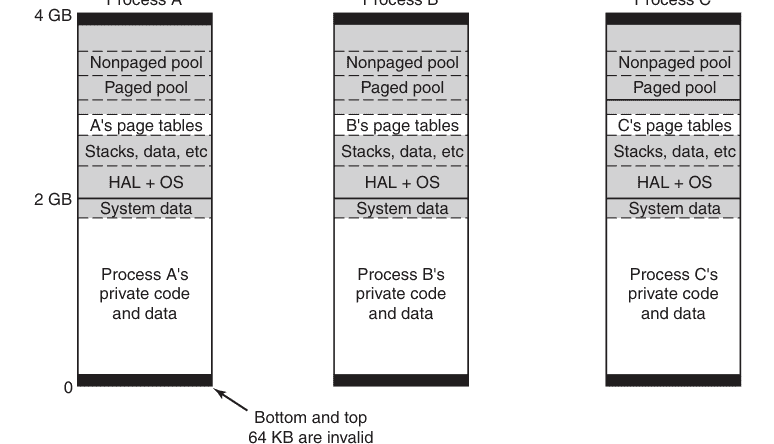 Process A
Process B
Process C
4 GB
Nonpaged pool
Nonpaged pool
Nonpaged pool
Paged pool
Paged pool
Paged pool
A's page tables
B's page tables
C's page tables
Stacks, data, etc
Stacks, data, etc
Stacks, data, etc
HAL + OS
HAL + OS
HAL + OS
2 GB
System data
System data
System data
Process A's
private code
and data
Process B's
private code
and data
Process C's
private code
and data
0
Bottom and top
64 KB are invalid